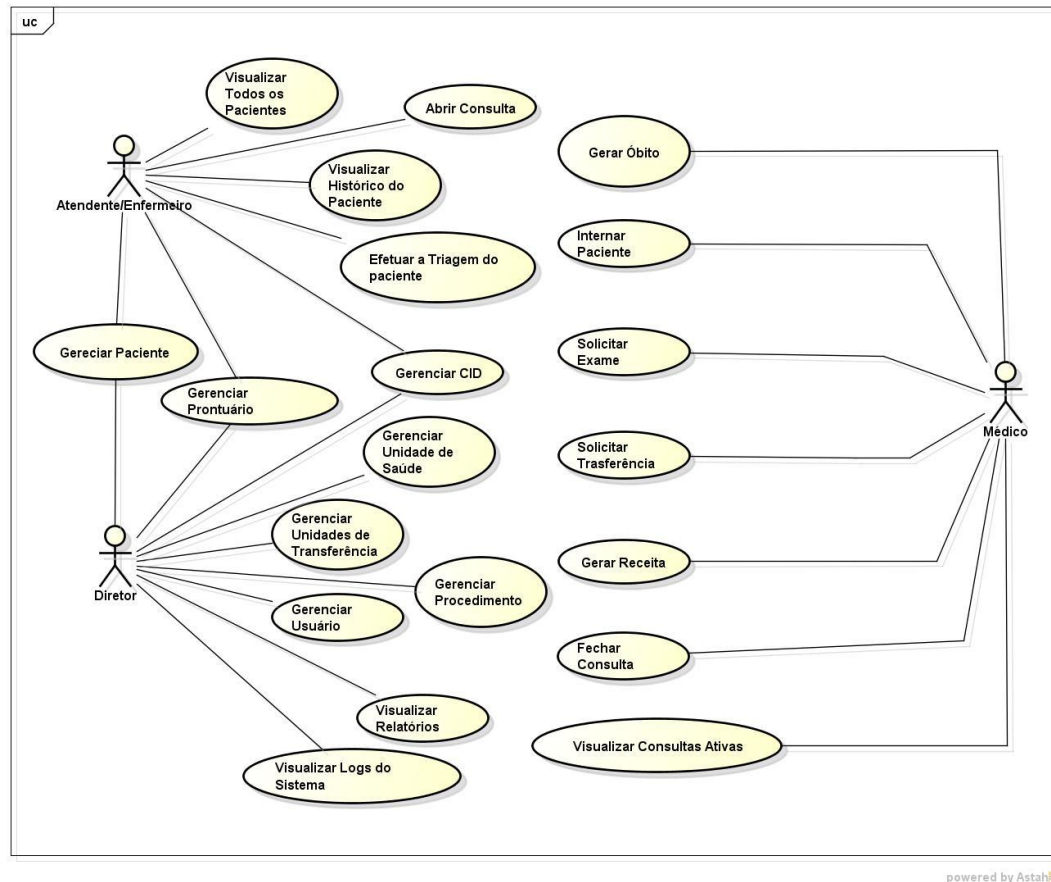 uc
Visualizar
Todos os
Pacientes
Abrir Consulta
Gerar Óbito
Visualizar
Histórico do
Paciente
Atendente/Enfermeiro
Internar
Paciente
Efetuar a Triagem do
paciente
Gereciar Paciente
Gerenciar CID
Solicitar
Exame
Gerenciar
Prontuário
Médico
Gerenciar
Unidade de
Saúde
Solicitar
Trasferência
Gerenciar
Unidades de
Transferência
Gerar Receita
Diretor
Gerenciar
Procedimento
Gerenciar
Usuário
Fechar
Consulta
Visualizar
Relatórios
Visualizar Consultas Ativas
Visualizar Logs do
Sistema
powered by Astah